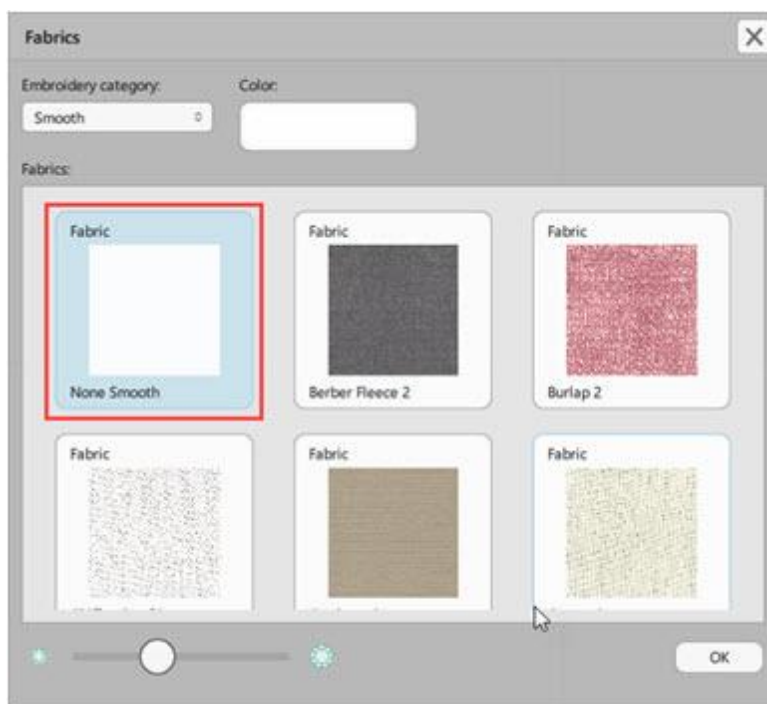 Fabrics
Embroidery category:
Color:
Smooth
Fabrics:
Fabric
Fabric
Fabric
None Smooth
Berber Fleece 2
Burlap 2
Fabric
Fabric
Fabric
OK